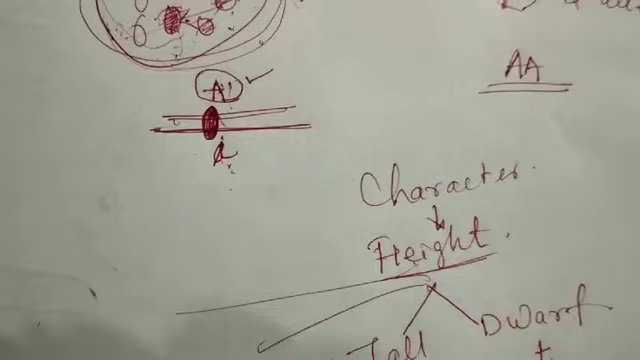 A
AA
a
Character.
Height.
Dwarf
Tall
t